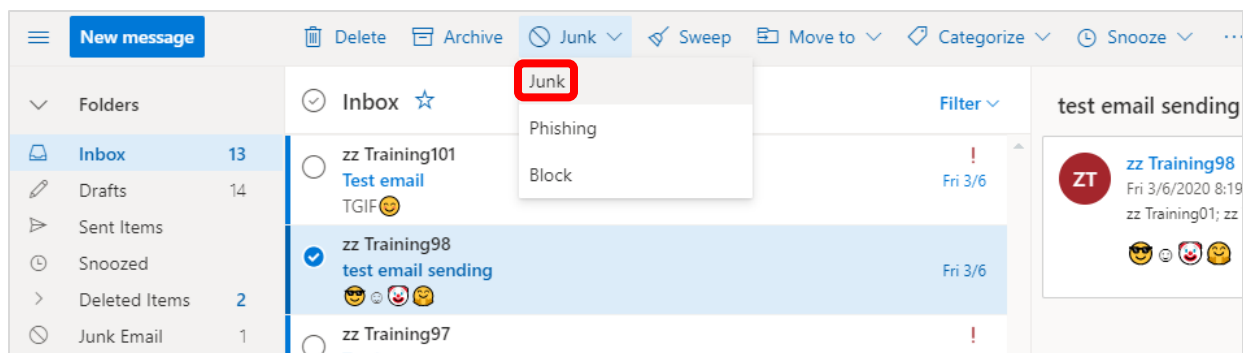 New message Delete Archive Junk Sweep Move to Categorize Snooze ...
Junk
Phishing
Block
Folders
Inbox 13
Drafts 14
Sent Items
Snoozed
Deleted Items 2
Junk Email 1
Inbox Filter
zz Training101 !
Test email Fri 3/6
TGIF😊
zz Training98
test email sending Fri 3/6
😎☺🤡🤗
zz Training97 !
test email sending
ZT zz Training98
Fri 3/6/2020 8:19
zz Training01; zz
😎☺🤡🤗